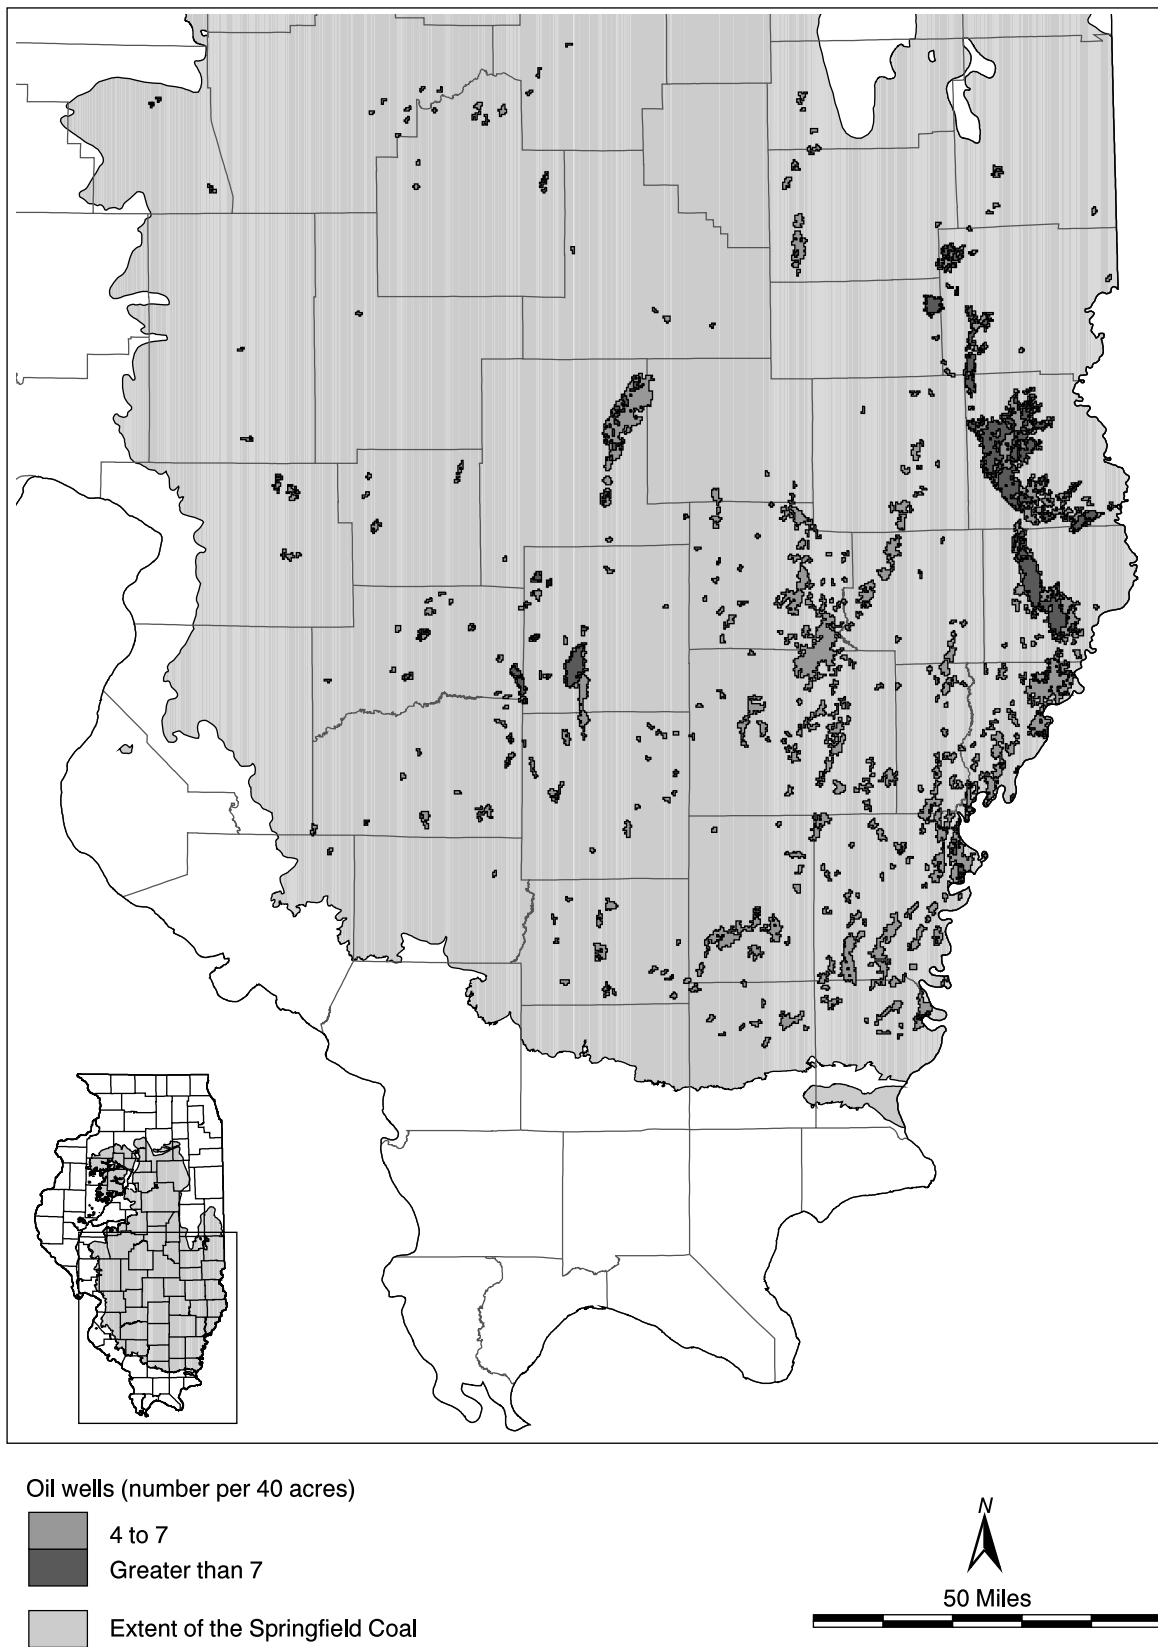 Oil wells (number per 40 acres)
4 to 7
Greater than 7
Extent of the Springfield Coal
N
50 Miles